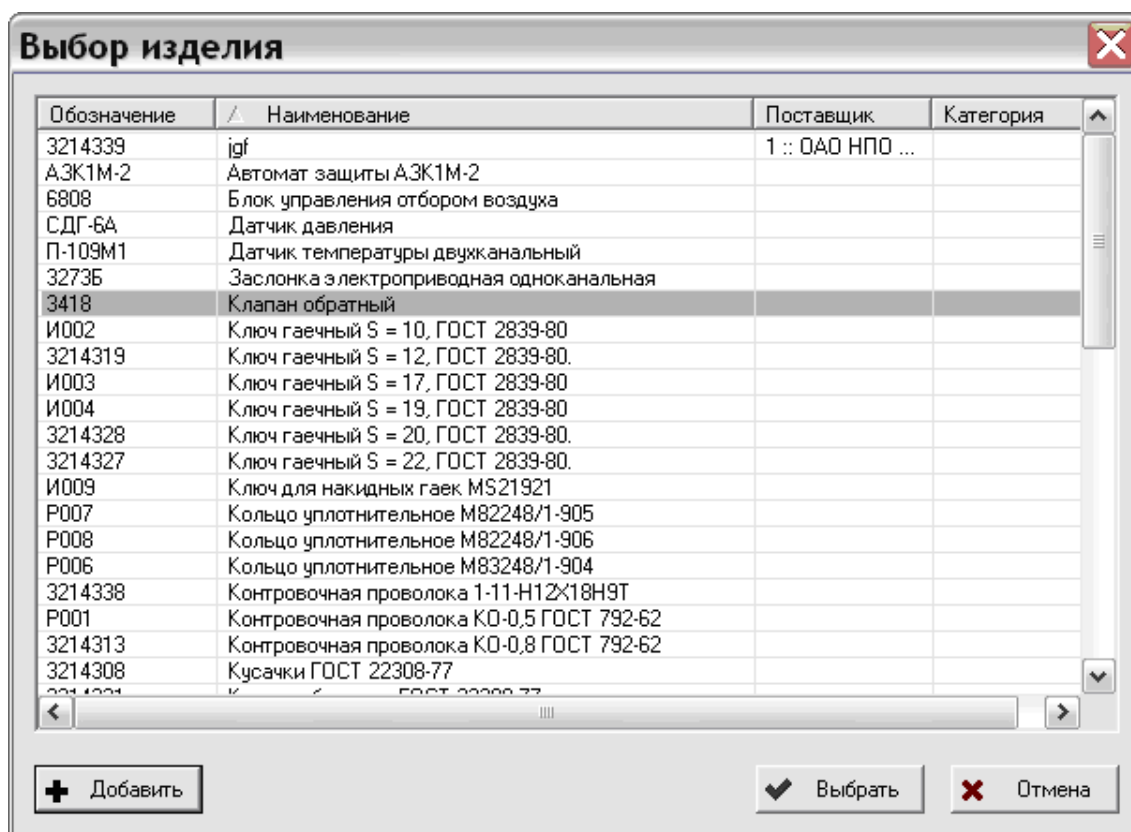 Выбор изделия
Обозначение Наименование Поставщик Категория
3214339 jgf 1 :: ОАО НПО ...
АЗК1М-2 Автомат защиты АЗК1М-2
6808 Блок управления отбором воздуха
СДГ-6А Датчик давления
П-109М1 Датчик температуры двухканальный
3273Б Заслонка электроприводная одноканальная
3418 Клапан обратный
И002 Ключ гаечный S = 10, ГОСТ 2839-80
3214319 Ключ гаечный S = 12, ГОСТ 2839-80.
И003 Ключ гаечный S = 17, ГОСТ 2839-80
И004 Ключ гаечный S = 19, ГОСТ 2839-80
3214328 Ключ гаечный S = 20, ГОСТ 2839-80.
3214327 Ключ гаечный S = 22, ГОСТ 2839-80.
И009 Ключ для накидных гаек MS21921
Р007 Кольцо уплотнительное М82248/1-905
Р008 Кольцо уплотнительное М82248/1-906
Р006 Кольцо уплотнительное М83248/1-904
3214338 Контровочная проволока 1-11-Н12Х18Н9Т
Р001 Контровочная проволока КО-0,5 ГОСТ 792-62
3214313 Контровочная проволока КО-0,8 ГОСТ 792-62
3214308 Кусачки ГОСТ 22308-77
Добавить Выбрать Отмена